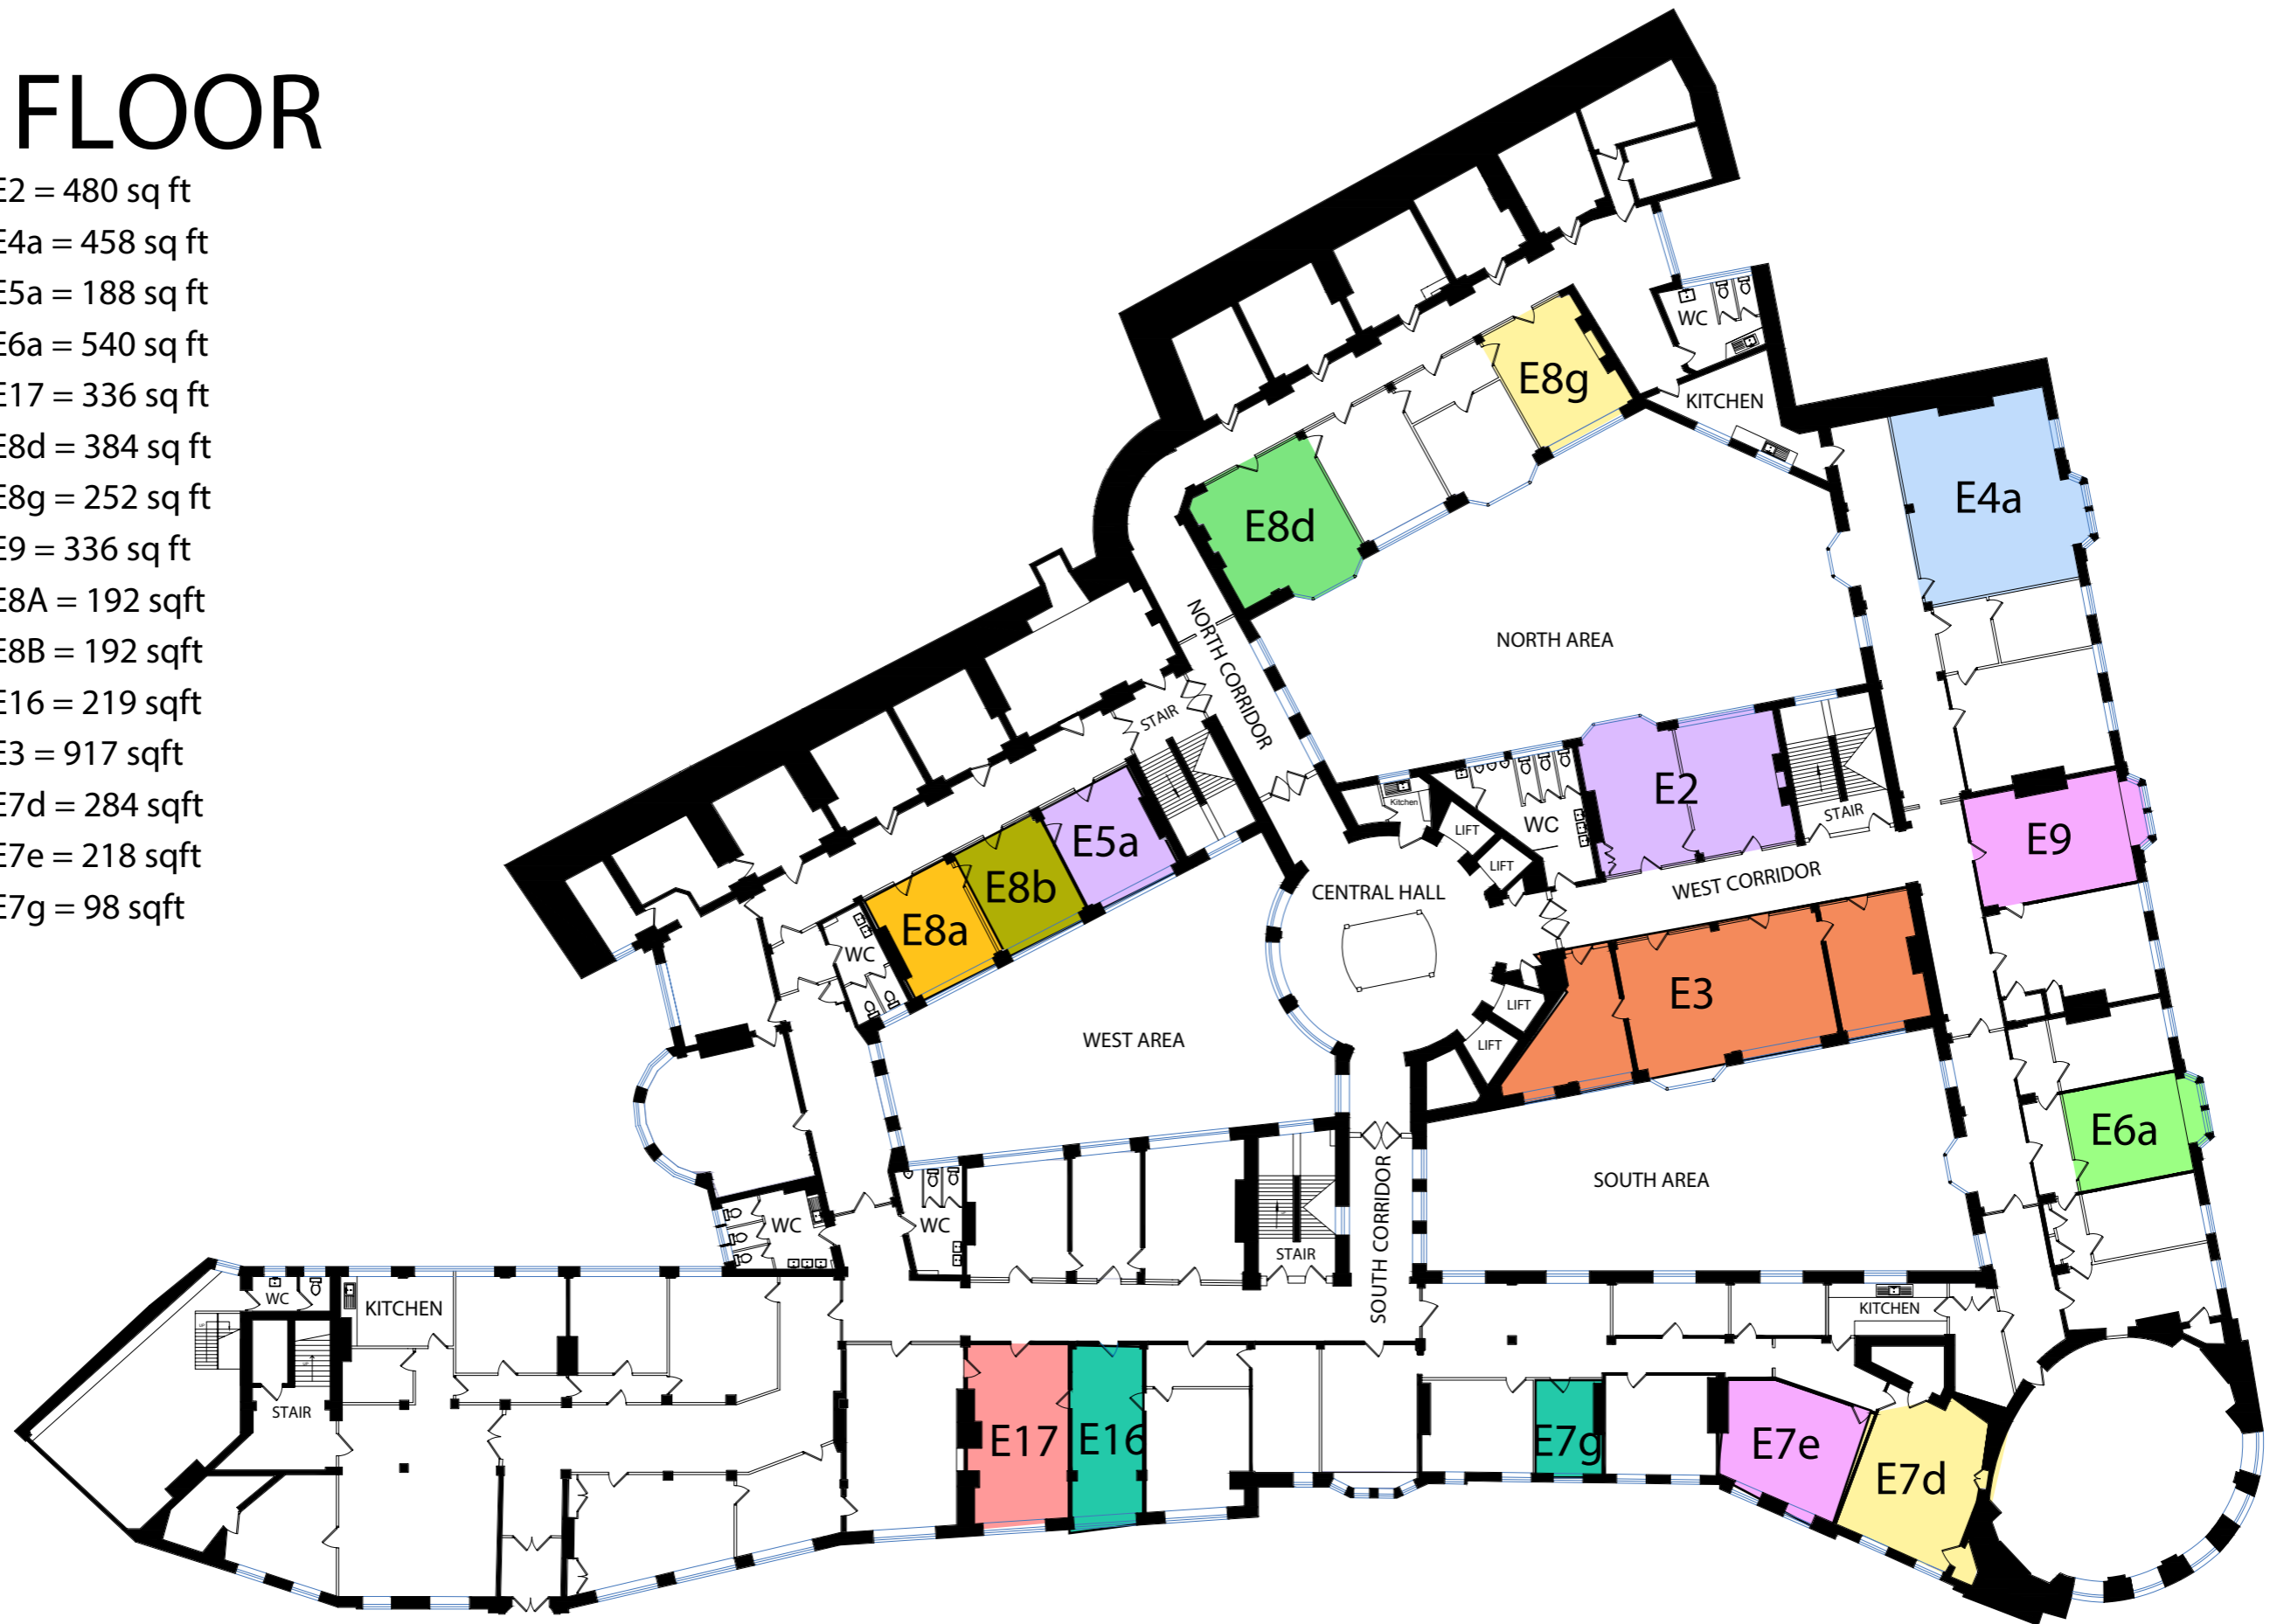 FLOOR
E2 = 480 sq ft
E4a = 458 sq ft
E5a = 188 sq ft
E6a = 540 sq ft
E17 = 336 sq ft
E8d = 384 sq ft
E8g = 252 sq ft
E9 = 336 sq ft
E8A = 192 sqft
E8B = 192 sqft
E16 = 219 sqft
E3 = 917 sqft
E7d = 284 sqft
E7e = 218 sqft
E7g = 98 sqft
WC
E8g
KITCHEN
E4a
E8d
NORTH CORRIDOR
NORTH AREA
STAIR
E2
STAIR
Kitchen
LIFT
WC
E9
E5a
LIFT
WEST CORRIDOR
E8b
CENTRAL HALL
E8a
WC
E3
LIFT
WEST AREA
LIFT
E6a
SOUTH AREA
SOUTH CORRIDOR
WC
WC
STAIR
WC
KITCHEN
KITCHEN
STAIR
E17
E16
E7g
E7e
E7d